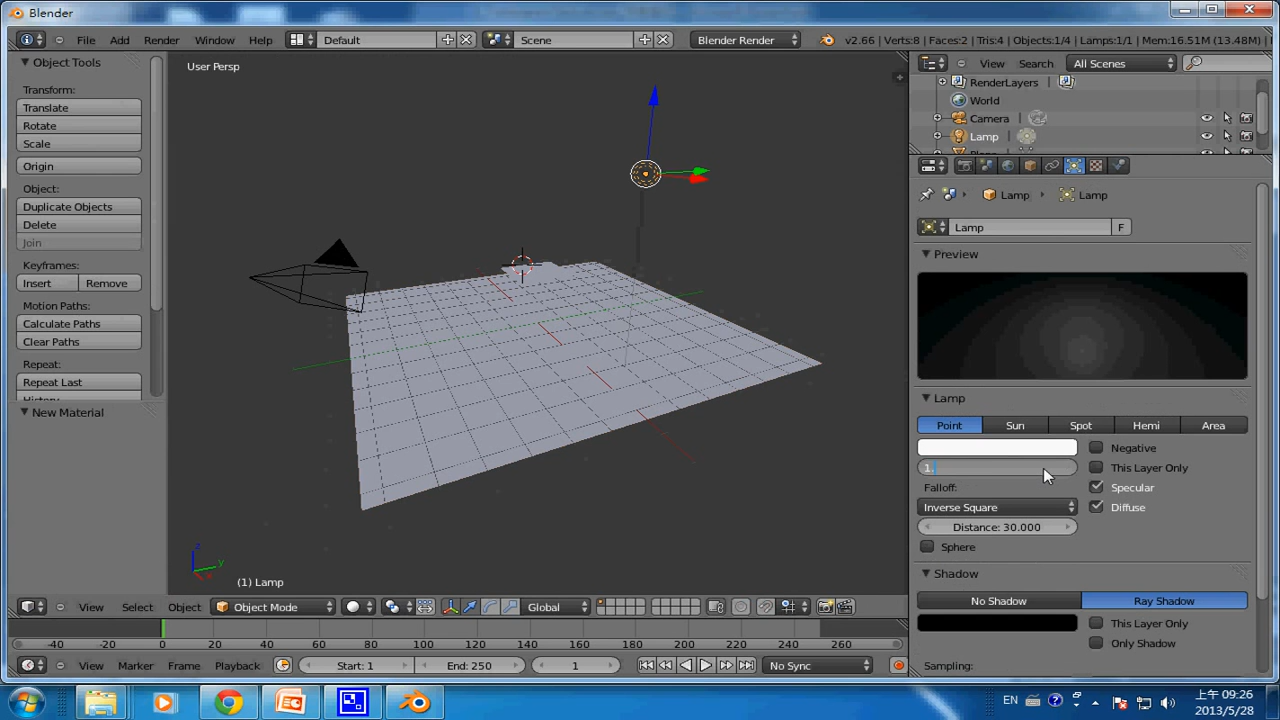 Blender
File Add Render Window Help Default Scene Blender Render v2.66 | Verts:8 | Faces:2 | Tris:4 | Objects:1/4 | Lamps:1/1 | Mem:16.51M (13.48M) |
Object Tools
Transform:
Translate
Rotate
Scale
Origin
Object:
Duplicate Objects
Delete
Join
Keyframes:
Insert Remove
Motion Paths:
Calculate Paths
Clear Paths
Repeat:
Repeat Last
History
New Material
User Persp
z
y
(1) Lamp
View Select Object Object Mode Global
-40 -20 0 20 40 60 80 100 120 140 160 180 200 220 240 260
View Marker Frame Playback Start: 1 End: 250 1 No Sync
View Search All Scenes
RenderLayers
World
Camera
Lamp
Lamp Lamp
Lamp F
Preview
Lamp
Point Sun Spot Hemi Area
Negative
1. This Layer Only
Falloff: Specular
Inverse Square Diffuse
Distance: 30.000
Sphere
Shadow
No Shadow Ray Shadow
This Layer Only
Only Shadow
Sampling:
EN 上午 09:26
2013/5/28